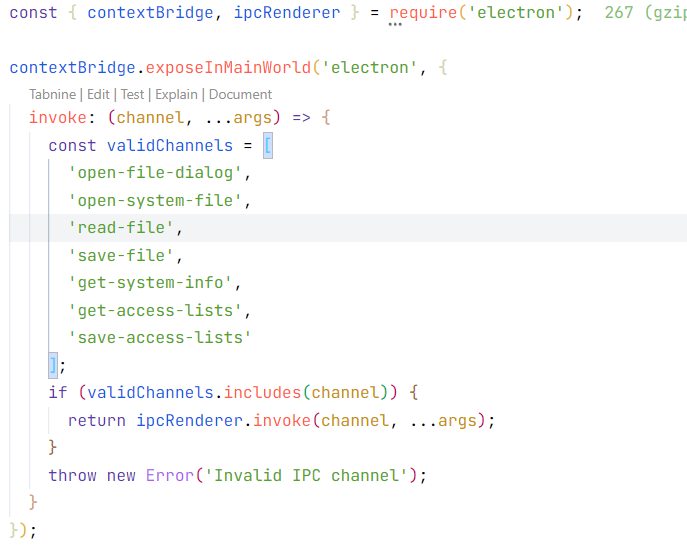 const { contextBridge, ipcRenderer } = require('electron'); 267 (gzip
contextBridge.exposeInMainWorld('electron', {
Tabnine | Edit | Test | Explain | Document
invoke: (channel, ...args) => {
const validChannels = [
'open-file-dialog',
'open-system-file',
'read-file',
'save-file',
'get-system-info',
'get-access-lists',
'save-access-lists'
];
if (validChannels.includes(channel)) {
return ipcRenderer.invoke(channel, ...args);
}
throw new Error('Invalid IPC channel');
}
});